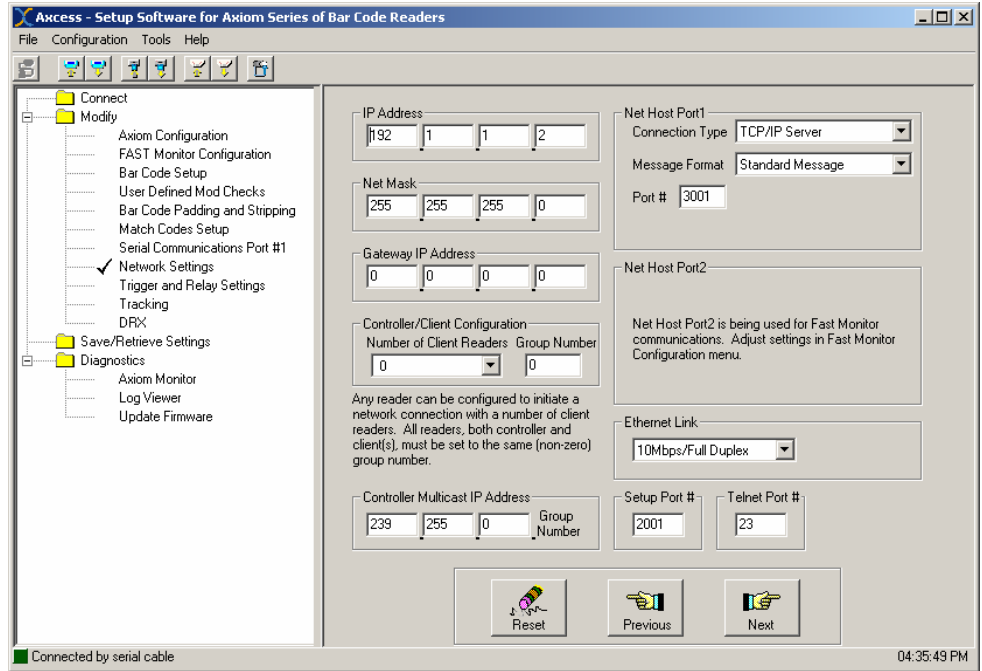 Axcess - Setup Software for Axiom Series of Bar Code Readers
File Configuration Tools Help
Connect
Modify
Axiom Configuration
FAST Monitor Configuration
Bar Code Setup
User Defined Mod Checks
Bar Code Padding and Stripping
Match Codes Setup
Serial Communications Port #1
Network Settings
Trigger and Relay Settings
Tracking
DRX
Save/Retrieve Settings
Diagnostics
Axiom Monitor
Log Viewer
Update Firmware
IP Address
192 . 1 . 1 . 2
Net Mask
255 . 255 . 255 . 0
Gateway IP Address
0 . 0 . 0 . 0
Controller/Client Configuration
Number of Client Readers Group Number
0 0
Any reader can be configured to initiate a
network connection with a number of client
readers. All readers, both controller and
client(s), must be set to the same (non-zero)
group number.
Controller Multicast IP Address
239 . 255 . 0 . Group
Number
Net Host Port1
Connection Type TCP/IP Server
Message Format Standard Message
Port # 3001
Net Host Port2
Net Host Port2 is being used for Fast Monitor
communications. Adjust settings in Fast Monitor
Configuration menu.
Ethernet Link
10Mbps/Full Duplex
Setup Port # Telnet Port #
2001 23
Reset Previous Next
Connected by serial cable 04:35:49 PM